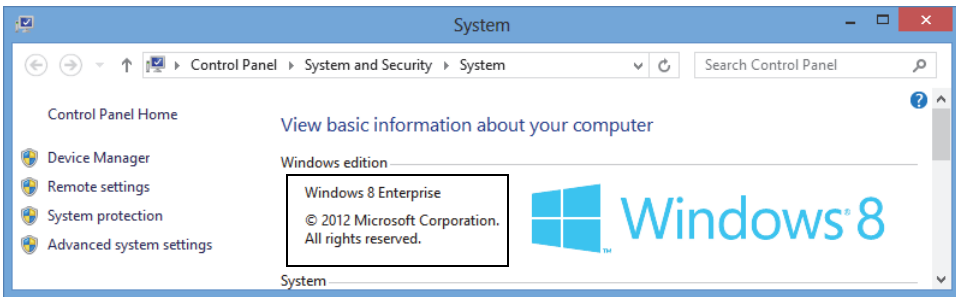 System
Control Panel System and Security System
Search Control Panel
Control Panel Home
Device Manager
Remote settings
System protection
Advanced system settings
View basic information about your computer
Windows edition
Windows 8 Enterprise
© 2012 Microsoft Corporation.
All rights reserved.
Windows® 8
™
System